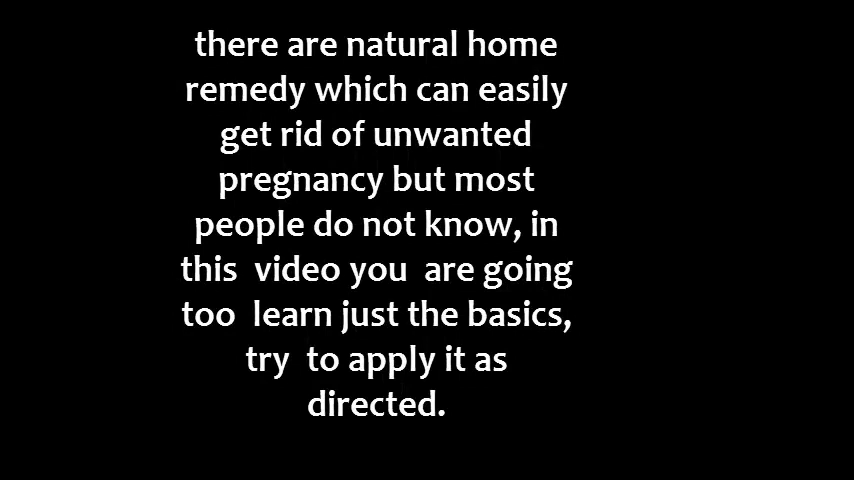 there are natural home
remedy which can easily
get rid of unwanted
pregnancy but most
people do not know, in
this  video you  are going
too  learn just the basics,
try  to apply it as
directed.